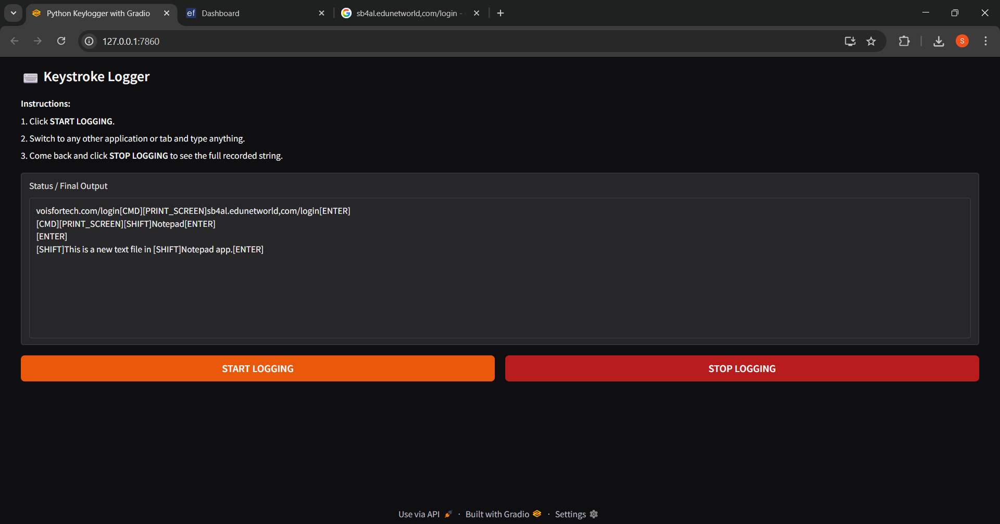 Python Keylogger with Gradio
ef Dashboard
sb4al.edunetworld,com/login -
127.0.0.1:7860
S
Keystroke Logger
Instructions:
1. Click START LOGGING.
2. Switch to any other application or tab and type anything.
3. Come back and click STOP LOGGING to see the full recorded string.
Status / Final Output
voisfortech.com/login[CMD][PRINT_SCREEN]sb4al.edunetworld,com/login[ENTER]
[CMD][PRINT_SCREEN][SHIFT]Notepad[ENTER]
[ENTER]
[SHIFT]This is a new text file in [SHIFT]Notepad app.[ENTER]
START LOGGING
STOP LOGGING
Use via API · Built with Gradio · Settings